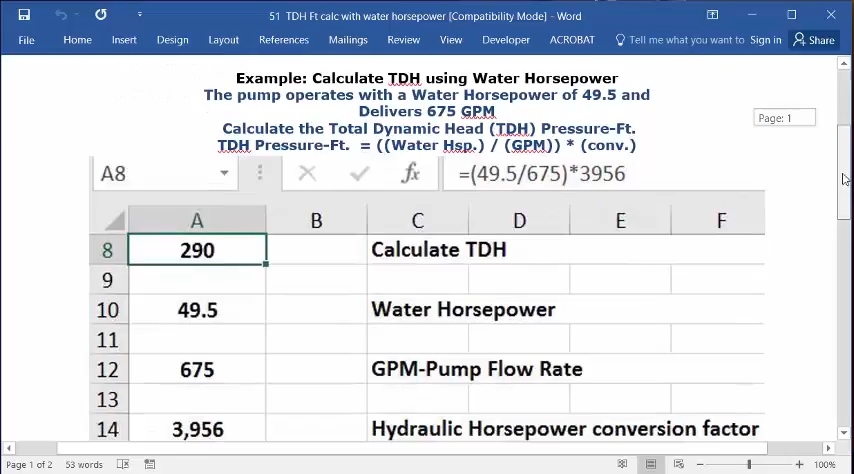 51 TDH Ft calc with water horsepower [Compatibility Mode] - Word
File Home Insert Design Layout References Mailings Review View Developer ACROBAT Tell me what you want to Sign in Share
Example: Calculate TDH using Water Horsepower
The pump operates with a Water Horsepower of 49.5 and
Delivers 675 GPM
Page: 1
Calculate the Total Dynamic Head (TDH) Pressure-Ft.
TDH Pressure-Ft. = ((Water Hsp.) / (GPM)) * (conv.)
A8 fx =(49.5/675)*3956
A B C D E F
8 290 Calculate TDH
9
10 49.5 Water Horsepower
11
12 675 GPM-Pump Flow Rate
13
14 3,956 Hydraulic Horsepower conversion factor
Page 1 of 2 53 words 100%